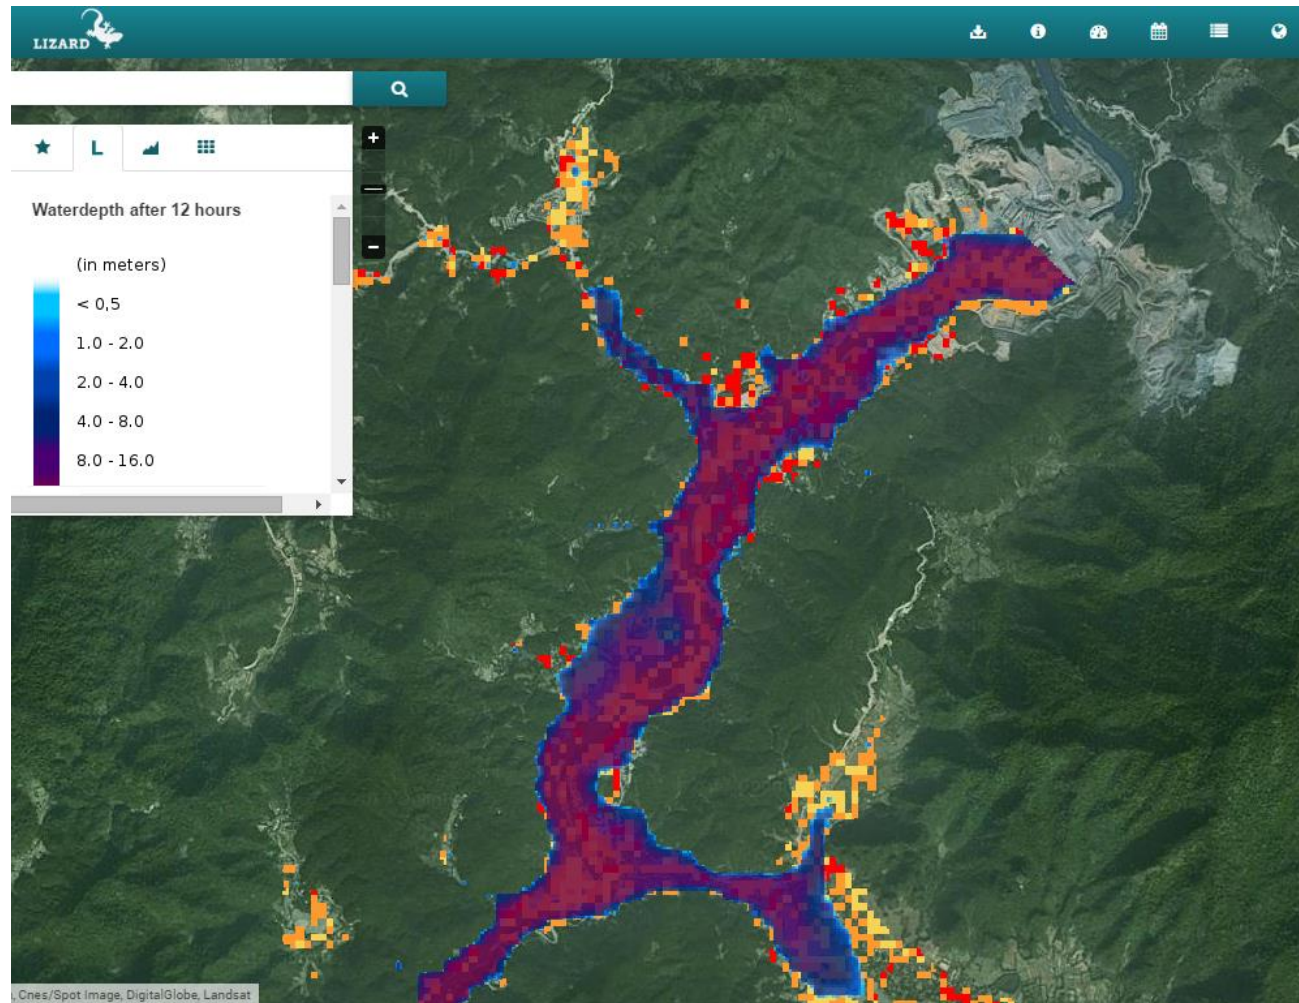 LIZARD
L
Waterdepth after 12 hours
(in meters)
< 0,5
1.0 - 2.0
2.0 - 4.0
4.0 - 8.0
8.0 - 16.0
, Cnes/Spot Image, DigitalGlobe, Landsat